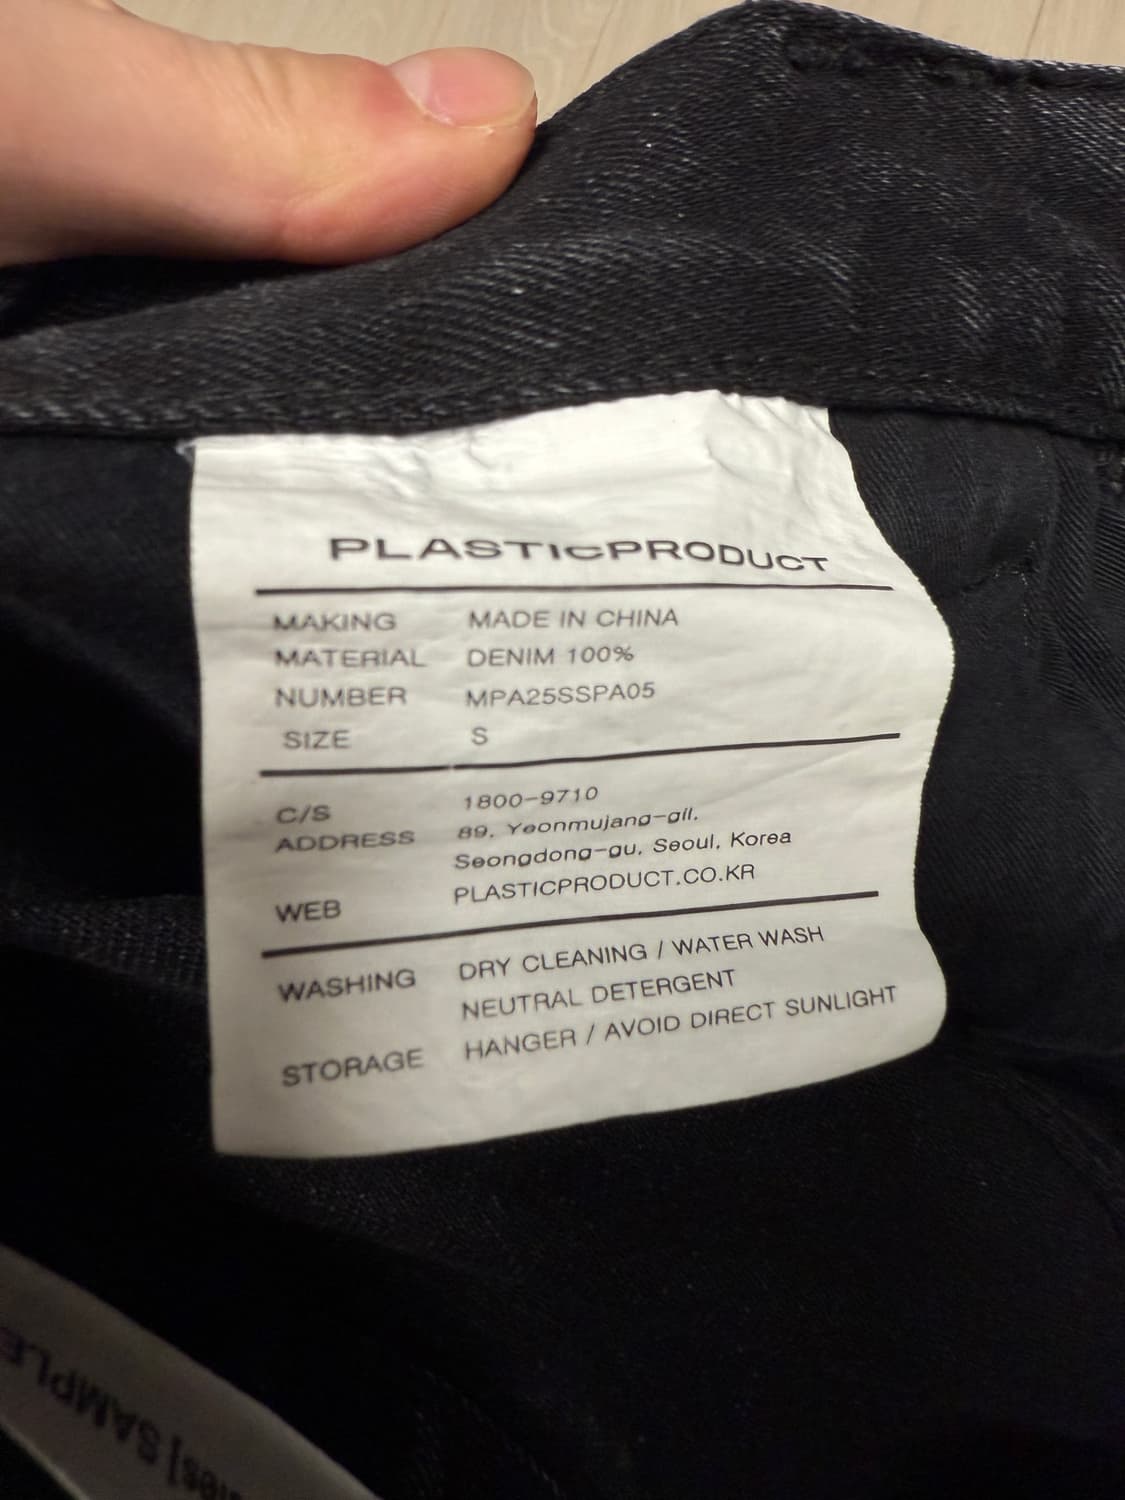 PLASTICPRODUCT
MAKING MADE IN CHINA
MATERIAL DENIM 100%
NUMBER MPA25SSPA05
SIZE S
C/S 1800-9710
ADDRESS 89, Yeonmujang-gil,
Seongdong-gu, Seoul, Korea
WEB PLASTICPRODUCT.CO.KR
WASHING DRY CLEANING / WATER WASH
NEUTRAL DETERGENT
STORAGE HANGER / AVOID DIRECT SUNLIGHT
SAMPLE